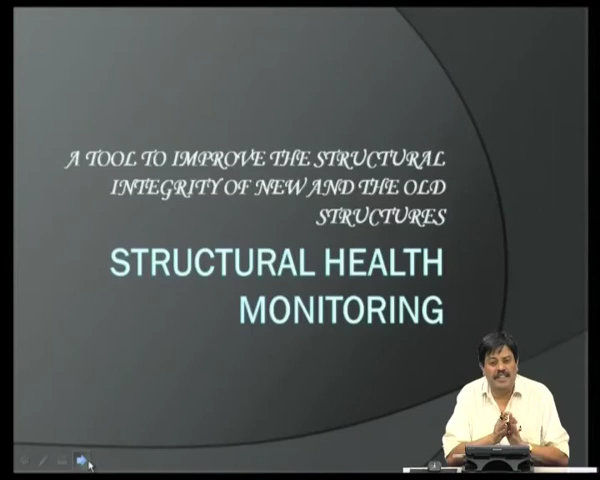 A TOOL TO IMPROVE THE STRUCTURAL
INTEGRITY OF NEW AND THE OLD
STRUCTURES
STRUCTURAL HEALTH
MONITORING